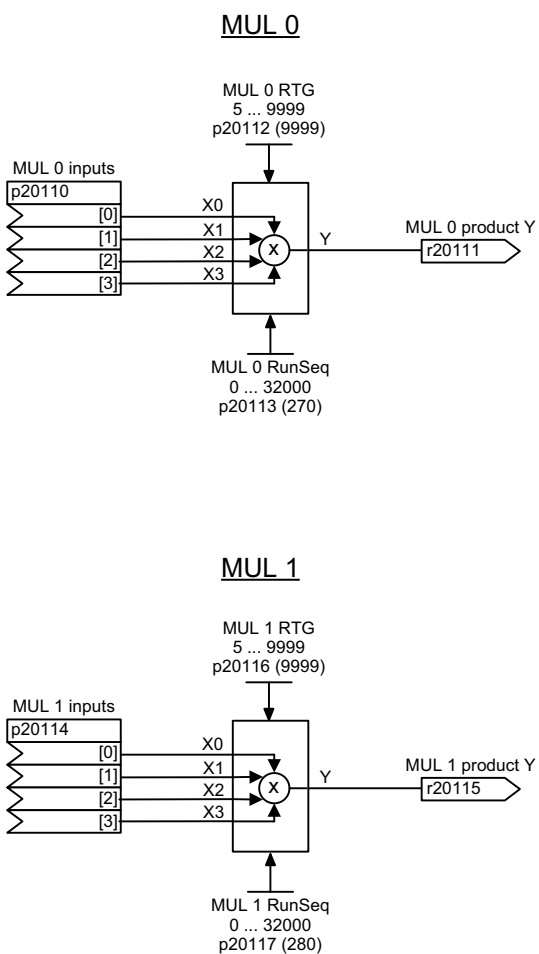 MUL 0
MUL 0 RTG
5 ... 9999
p20112 (9999)
MUL 0 inputs
p20110
[0]
X0
[1]
X1
[2]
X2
[3]
X3
X
Y
MUL 0 product Y
r20111
MUL 0 RunSeq
0 ... 32000
p20113 (270)
MUL 1
MUL 1 RTG
5 ... 9999
p20116 (9999)
MUL 1 inputs
p20114
[0]
X0
[1]
X1
[2]
X2
[3]
X3
X
Y
MUL 1 product Y
r20115
MUL 1 RunSeq
0 ... 32000
p20117 (280)